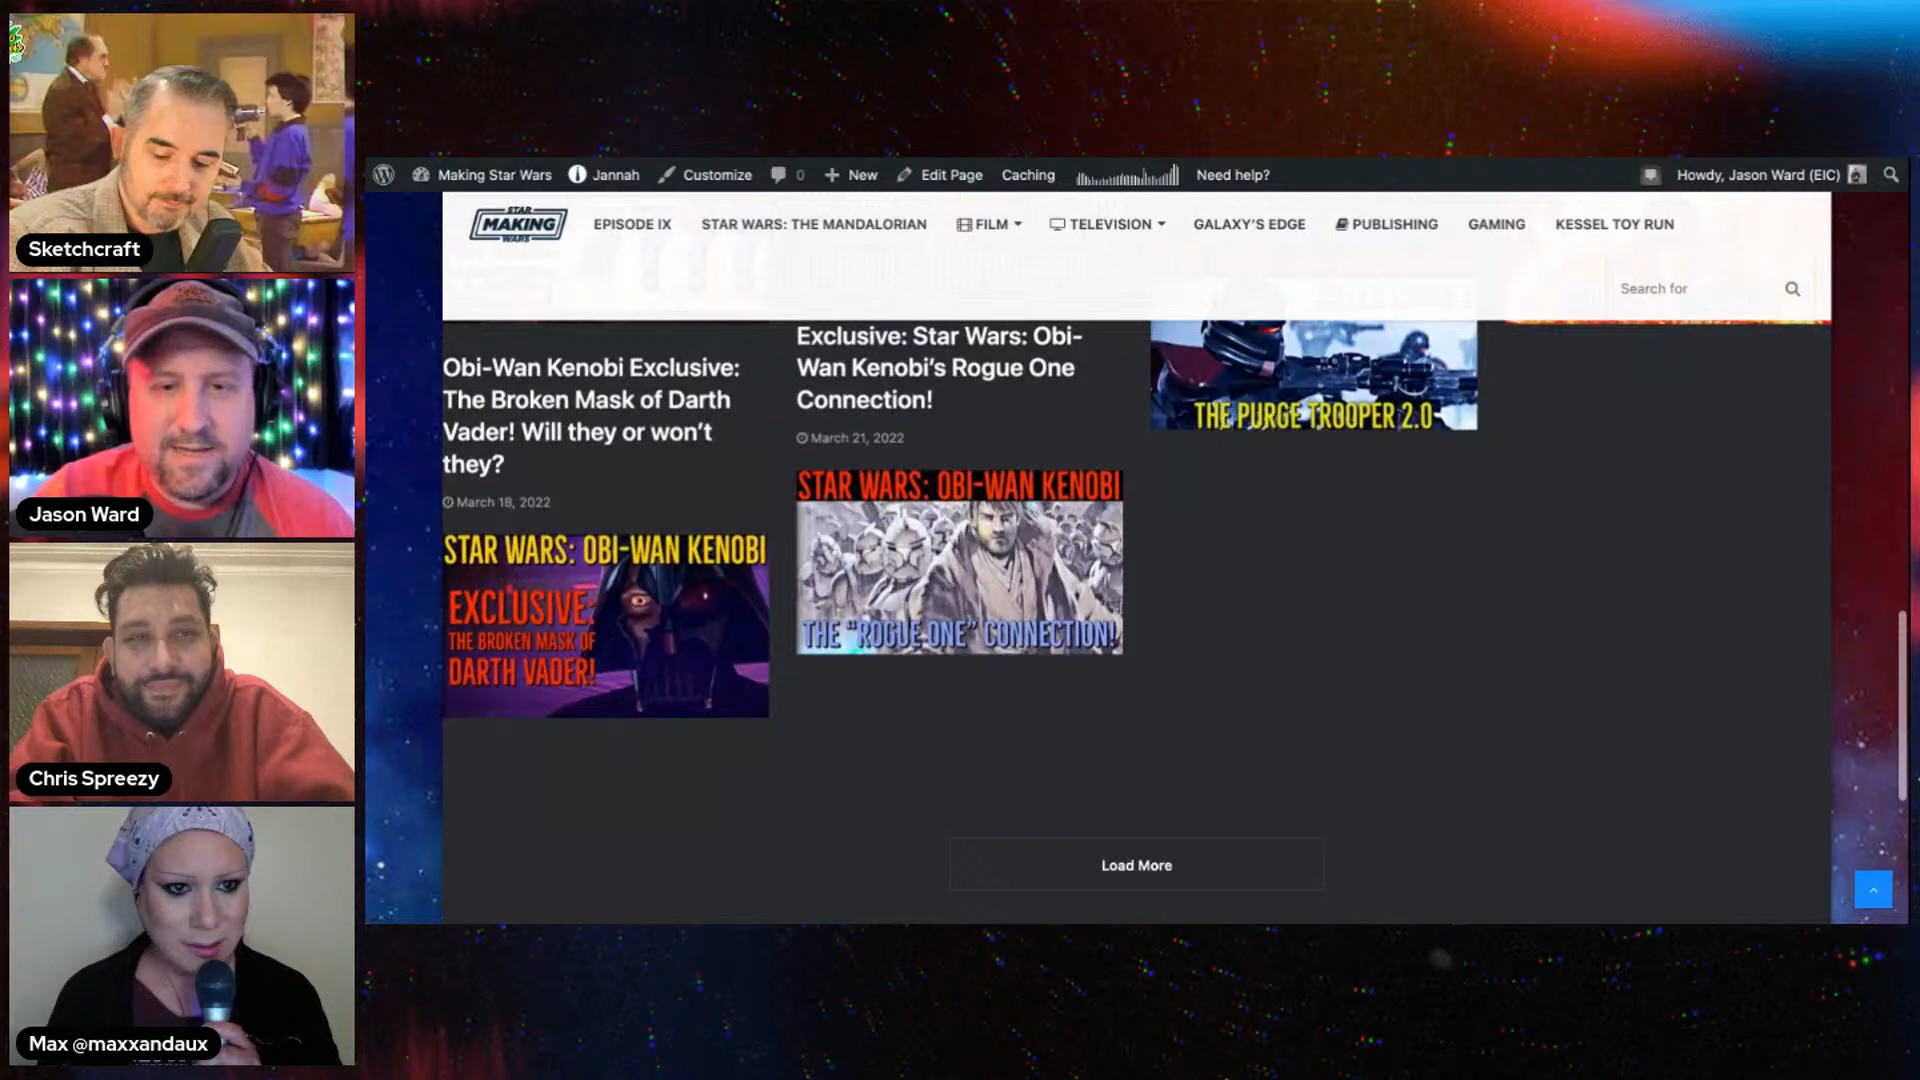 Sketchcraft
Jason Ward
Chris Spreezy
Max @maxxandaux
Making Star Wars Jannah Customize 0 New Edit Page Caching Need help? Howdy, Jason Ward (EIC)
STAR
MAKING
WARS
EPISODE IX STAR WARS: THE MANDALORIAN FILM TELEVISION GALAXY'S EDGE PUBLISHING GAMING KESSEL TOY RUN
Search for
Obi-Wan Kenobi Exclusive:
The Broken Mask of Darth
Vader! Will they or won't
they?
March 18, 2022
STAR WARS: OBI-WAN KENOBI
EXCLUSIVE:
THE BROKEN MASK OF
DARTH VADER!
Exclusive: Star Wars: Obi-
Wan Kenobi's Rogue One
Connection!
March 21, 2022
STAR WARS: OBI-WAN KENOBI
THE "ROGUE ONE" CONNECTION!
THE PURGE TROOPER 2.0
Load More